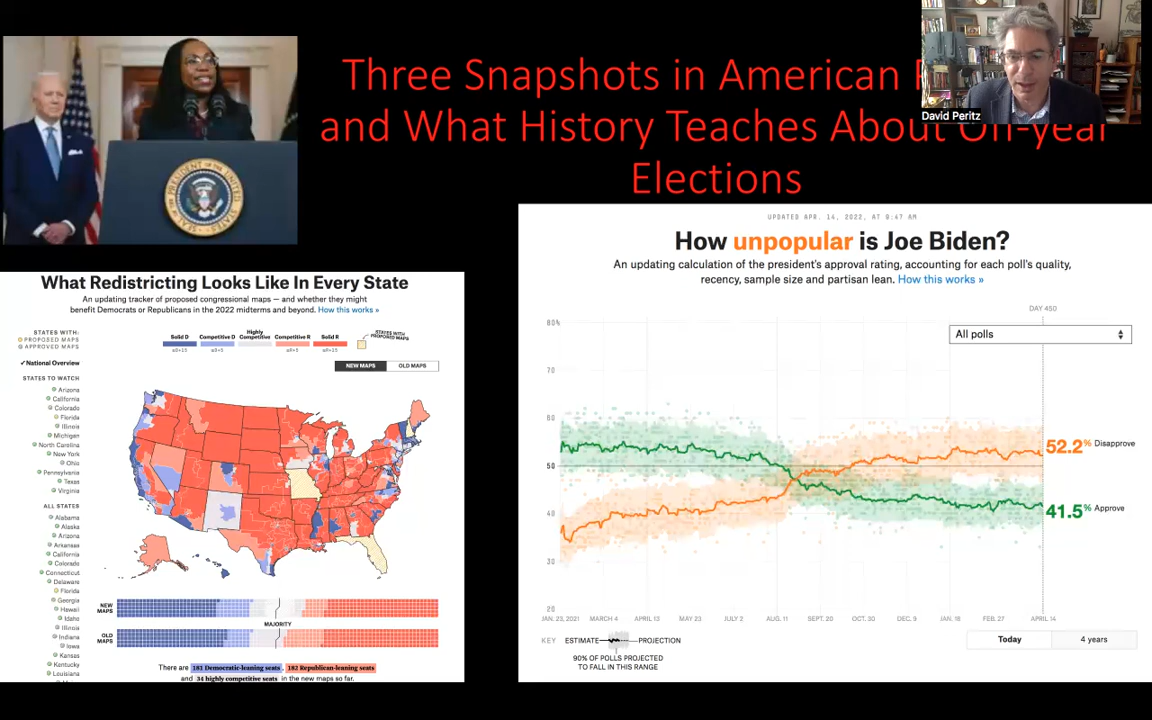 Three Snapshots in American
and What History Teaches About Off-year
Elections
David Peritz
What Redistricting Looks Like In Every State
An updating tracker of proposed congressional maps — and whether they might
benefit Democrats or Republicans in the 2022 midterms and beyond. How this works »
STATES WITH:
PROPOSED MAPS
APPROVED MAPS
✓National Overview
STATES TO WATCH
Arizona
California
Colorado
Florida
Illinois
Michigan
North Carolina
New York
Ohio
Pennsylvania
Texas
Virginia
ALL STATES
Alabama
Alaska
Arizona
Arkansas
California
Colorado
Connecticut
Delaware
Florida
Georgia
Hawaii
Idaho
Illinois
Indiana
Iowa
Kansas
Kentucky
Louisiana
Solid D
Competitive D
Highly
Competitive
Competitive R
Solid R
STATES WITH
PROPOSED MAPS
NEW MAPS
OLD MAPS
NEW
MAPS
MAJORITY
OLD
MAPS
There are 181 Democratic-leaning seats, 182 Republican-leaning seats
and 34 highly competitive seats in the new maps so far.
UPDATED APR. 14, 2022, AT 9:47 AM
How unpopular is Joe Biden?
An updating calculation of the president's approval rating, accounting for each poll's quality,
recency, sample size and partisan lean. How this works »
DAY 450
All polls
80%
70
60
50
40
30
20
52.2% Disapprove
41.5% Approve
JAN. 23, 2021 MARCH 4 APRIL 13 MAY 23 JULY 2 AUG. 11 SEPT. 20 OCT. 30 DEC. 9 JAN. 18 FEB. 27 APRIL 14
KEY ESTIMATE PROJECTION
90% OF POLLS PROJECTED
TO FALL IN THIS RANGE
Today
4 years